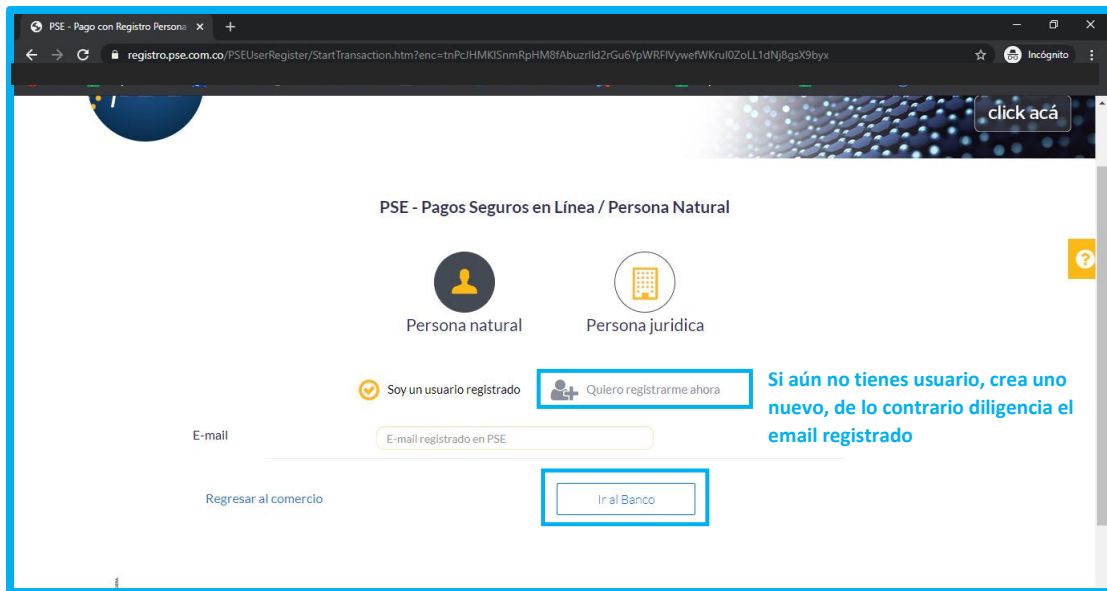 PSE - Pago con Registro Persona
registro.pse.com.co/PSEUserRegister/StartTransaction.htm?enc=tnPcJHMKISnmRpHM8fAbuzrlId2rGu6YpWRFIVywefWKruI0ZoLL1dNj8gsX9byx
Incógnito
click acá
PSE - Pagos Seguros en Línea / Persona Natural
Persona natural
Persona juridica
Soy un usuario registrado
Quiero registrarme ahora
Si aún no tienes usuario, crea uno
nuevo, de lo contrario diligencia el
email registrado
E-mail
E-mail registrado en PSE
Regresar al comercio
Ir al Banco